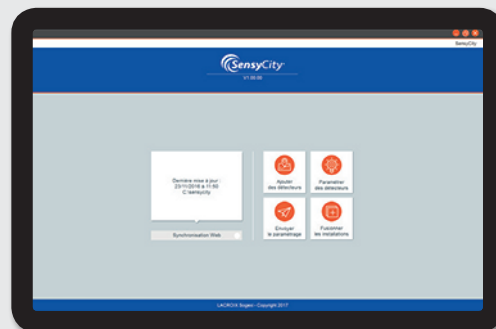 SensyCity
SensyCity
V1.00.00
Dernière mise à jour :
23/11/2016 à 11:50
C:\sensycity
Synchronisation Web
Ajouter
des détecteurs
Paramétrer
des détecteurs
Envoyer
le paramétrage
Fusionner
les installations
LACROIX Sogexi - Copyright 2017